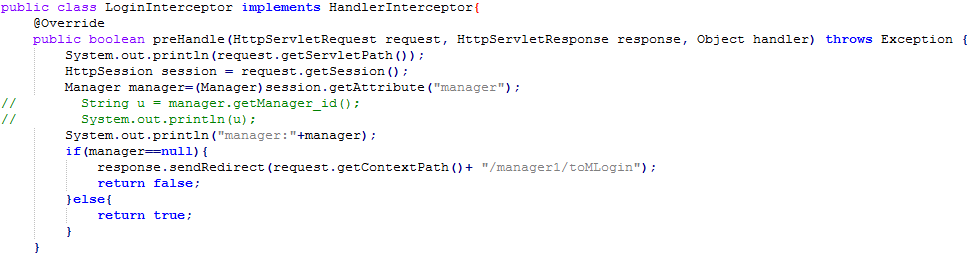 public class LoginInterceptor implements HandlerInterceptor{
    @Override
    public boolean preHandle(HttpServletRequest request, HttpServletResponse response, Object handler) throws Exception {
        System.out.println(request.getServletPath());
        HttpSession session = request.getSession();
        Manager manager=(Manager)session.getAttribute("manager");
//        String u = manager.getManager_id();
//        System.out.println(u);
        System.out.println("manager:"+manager);
        if(manager==null){
            response.sendRedirect(request.getContextPath()+ "/manager1/toMLogin");
            return false;
        }else{
            return true;
        }
    }